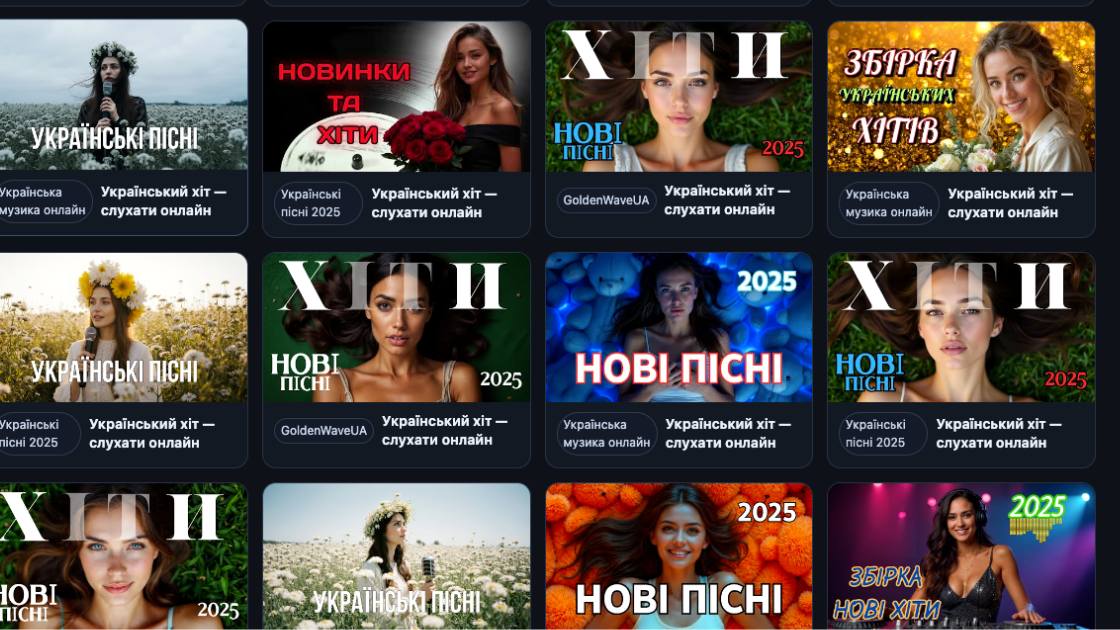 УКРАЇНСЬКІ ПІСНІ
Українська
музика онлайн
Український хіт —
слухати онлайн
НОВИНКИ
ТА
ХІТИ
Українські
пісні 2025
Український хіт —
слухати онлайн
ХІТИ
НОВІ
ПІСНІ
2025
GoldenWaveUA
Український хіт —
слухати онлайн
ЗБІРКА
УКРАЇНСЬКИХ
ХІТІВ
Українська
музика онлайн
Український хіт —
слухати онлайн
УКРАЇНСЬКІ ПІСНІ
Українські
пісні 2025
Український хіт —
слухати онлайн
ХІТИ
НОВІ
ПІСНІ
2025
GoldenWaveUA
Український хіт —
слухати онлайн
2025
НОВІ ПІСНІ
Українська
музика онлайн
Український хіт —
слухати онлайн
ХІТИ
НОВІ
ПІСНІ
2025
Українські
пісні 2025
Український хіт —
слухати онлайн
ХІТИ
НОВІ
ПІСНІ
2025
УКРАЇНСЬКІ ПІСНІ
2025
НОВІ ПІСНІ
2025
ЗБІРКА
НОВІ ХІТИ